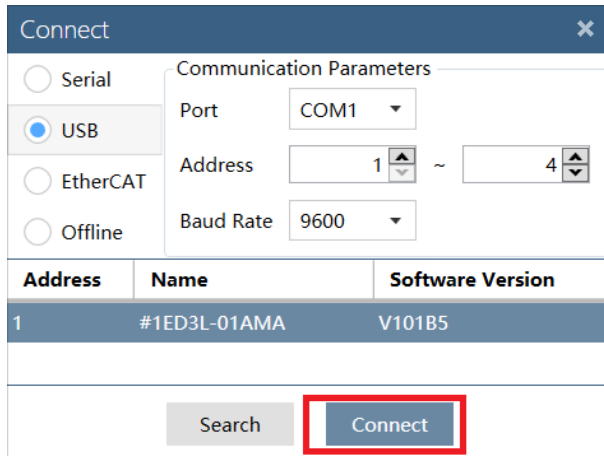 Connect
Serial
USB
EtherCAT
Offline
Communication Parameters
Port COM1
Address 1 ~ 4
Baud Rate 9600
Address Name Software Version
1 #1ED3L-01AMA V101B5
Search Connect